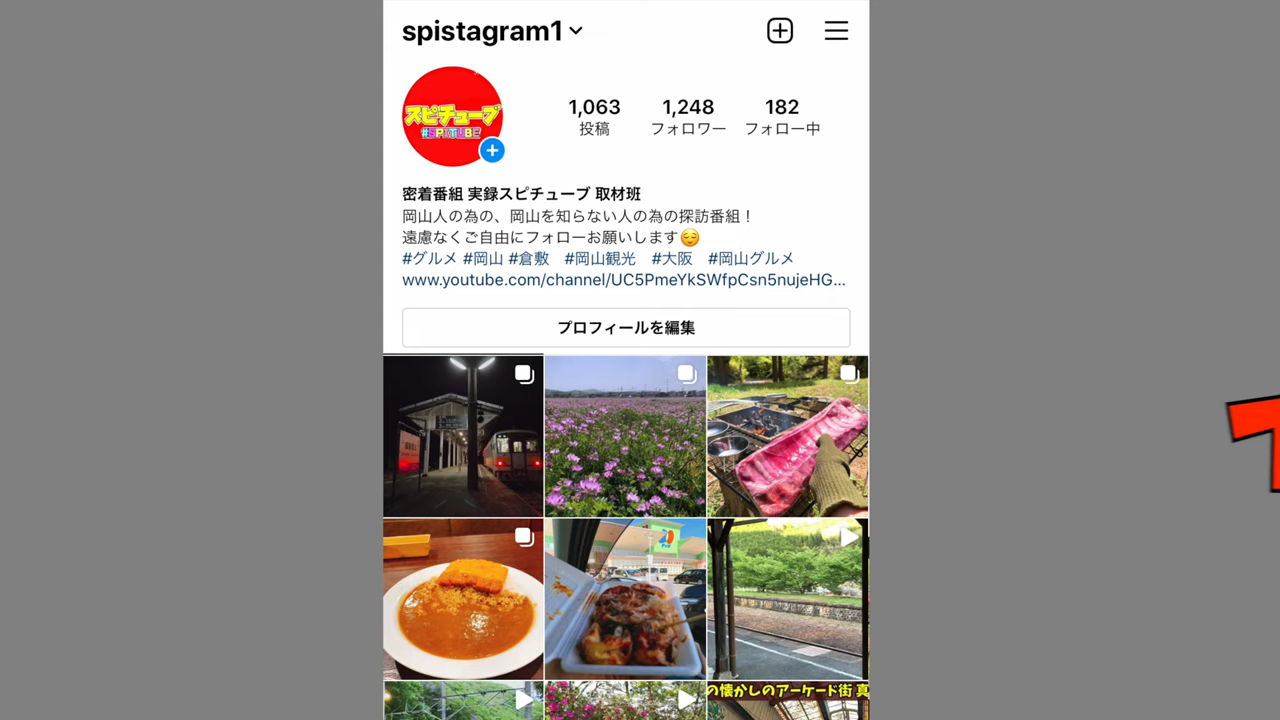 spistagram1
スピチューブ
#SPITUBE
1,063
投稿
1,248
フォロワー
182
フォロー中
密着番組 実録スピチューブ 取材班
岡山人の為の、岡山を知らない人の為の探訪番組！
遠慮なくご自由にフォローお願いします😌
#グルメ #岡山 #倉敷　#岡山観光　#大阪　#岡山グルメ
www.youtube.com/channel/UC5PmeYkSWfpCsn5nujeHG...
プロフィールを編集
の懐かしのアーケード街 真